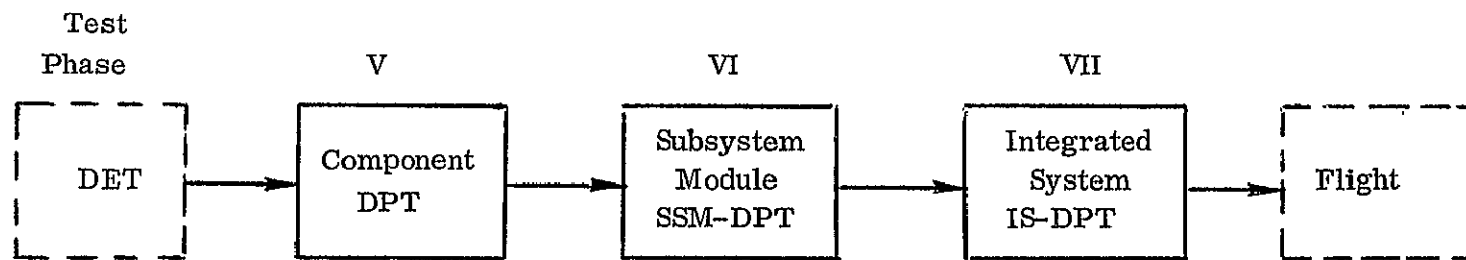 Test
Phase
V
VI
VII
DET
Component
DPT
Subsystem
Module
SSM-DPT
Integrated
System
IS-DPT
Flight